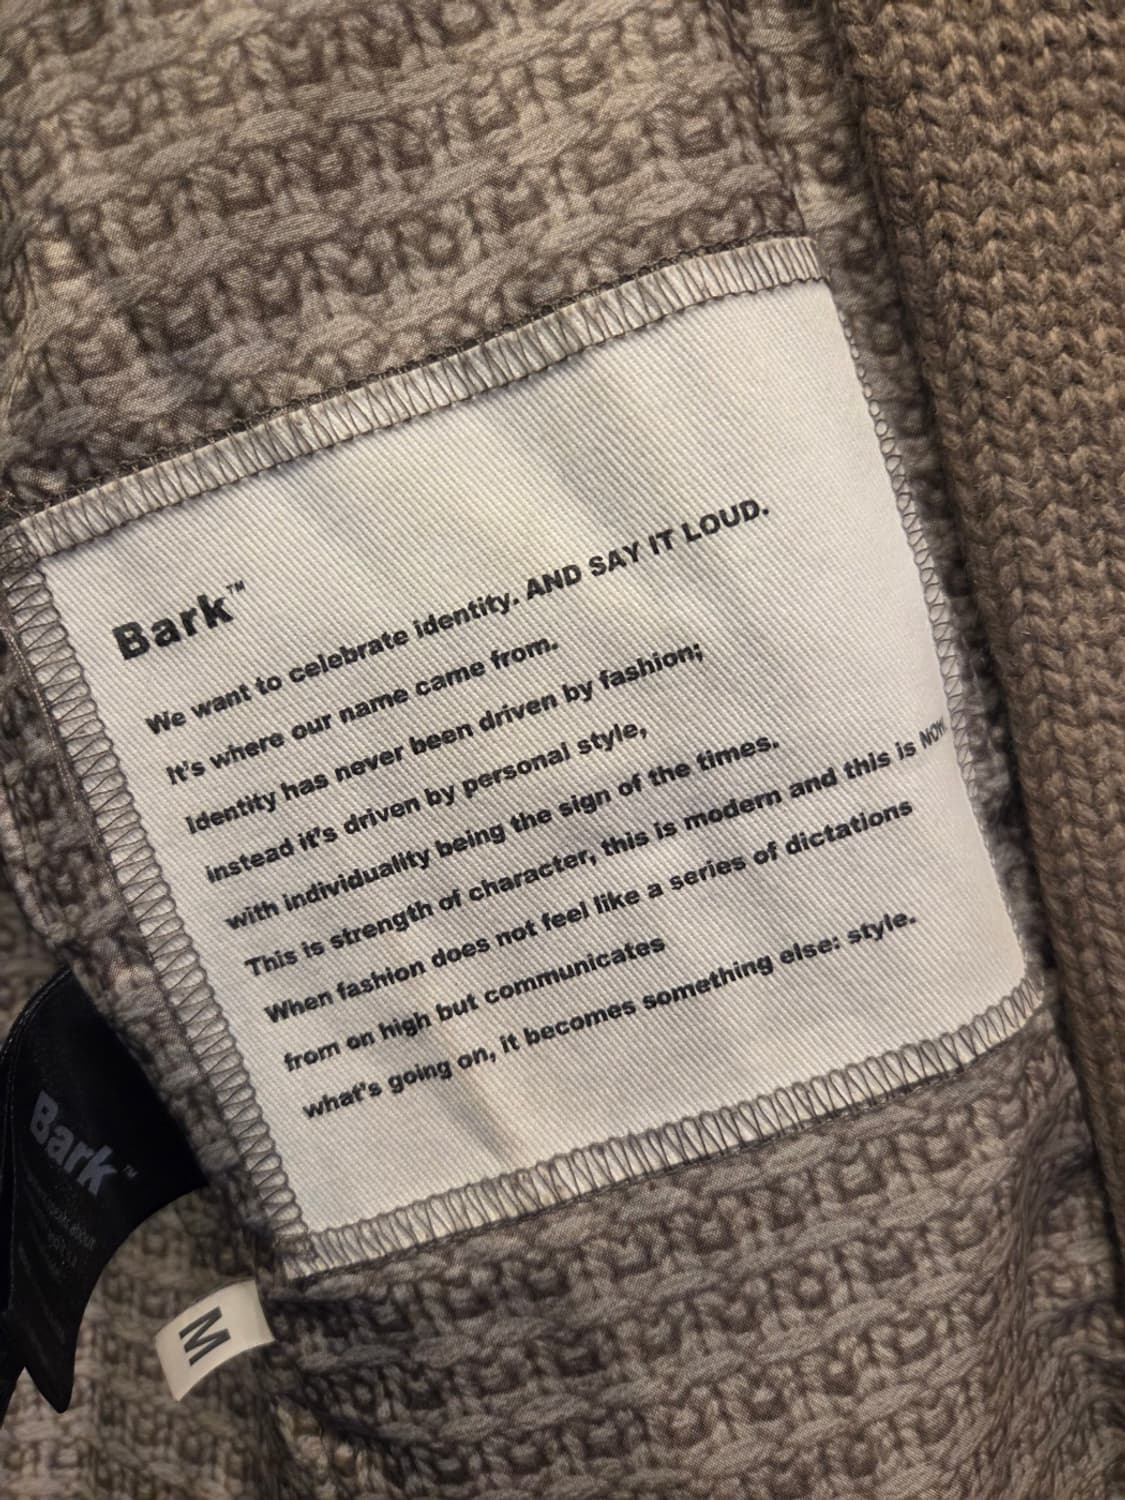 Bark™
We want to celebrate identity. AND SAY IT LOUD.
It's where our name came from.
Identity has never been driven by fashion;
instead it's driven by personal style,
with individuality being the sign of the times.
This is strength of character, this is modern and this is NOW.
When fashion does not feel like a series of dictations
from on high but communicates
what's going on, it becomes something else: style.
Bark™
M